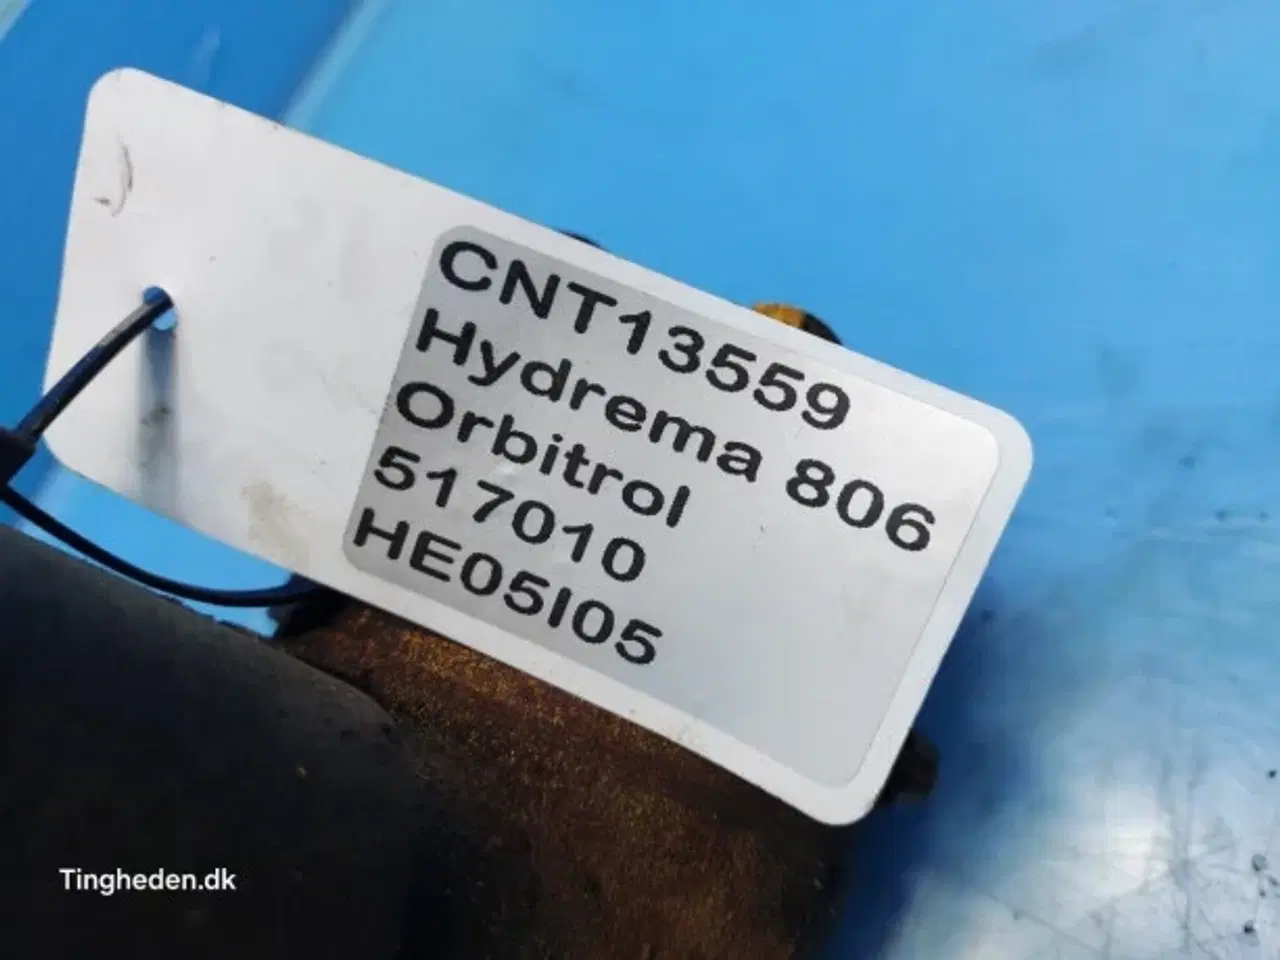 CNT13559
Hydrema 806
Orbitrol
517010
HE05I05
Tingheden.dk